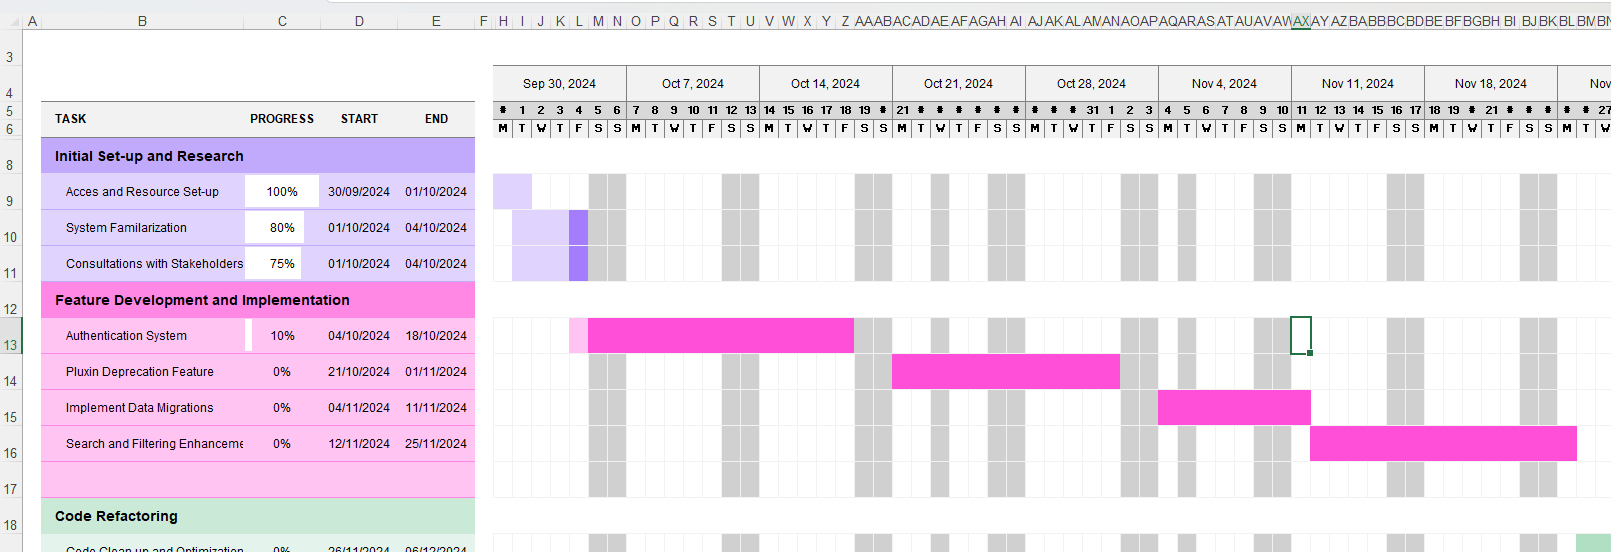 A B C D E F H I J K L M N O P Q R S T U V W X Y Z AA AB AC AD AE AF AG AH AI AJ AK AL AM AN AO AP AQ AR AS AT AU AV AW AX AY AZ BA BB BC BD BE BF BG BH BI BJ BK BL BM BN
3
4 Sep 30, 2024 Oct 7, 2024 Oct 14, 2024 Oct 21, 2024 Oct 28, 2024 Nov 4, 2024 Nov 11, 2024 Nov 18, 2024 Nov
5 # 1 2 3 4 5 6 7 8 9 10 11 12 13 14 15 16 17 18 19 # 21 # # # # # # # # # 31 1 2 3 4 5 6 7 8 9 10 11 12 13 14 15 16 17 18 19 # 21 # # # # # 27
TASK PROGRESS START END
6 M T W T F S S M T W T F S S M T W T F S S M T W T F S S M T W T F S S M T W T F S S M T W T F S S M T W T F S S M T W
8 Initial Set-up and Research
9 Acces and Resource Set-up 100% 30/09/2024 01/10/2024
10 System Familarization 80% 01/10/2024 04/10/2024
11 Consultations with Stakeholders 75% 01/10/2024 04/10/2024
12 Feature Development and Implementation
13 Authentication System 10% 04/10/2024 18/10/2024
14 Pluxin Deprecation Feature 0% 21/10/2024 01/11/2024
15 Implement Data Migrations 0% 04/11/2024 11/11/2024
16 Search and Filtering Enhanceme 0% 12/11/2024 25/11/2024
17
18 Code Refactoring
Code Clean up and Optimization 0% 26/11/2024 06/12/2024